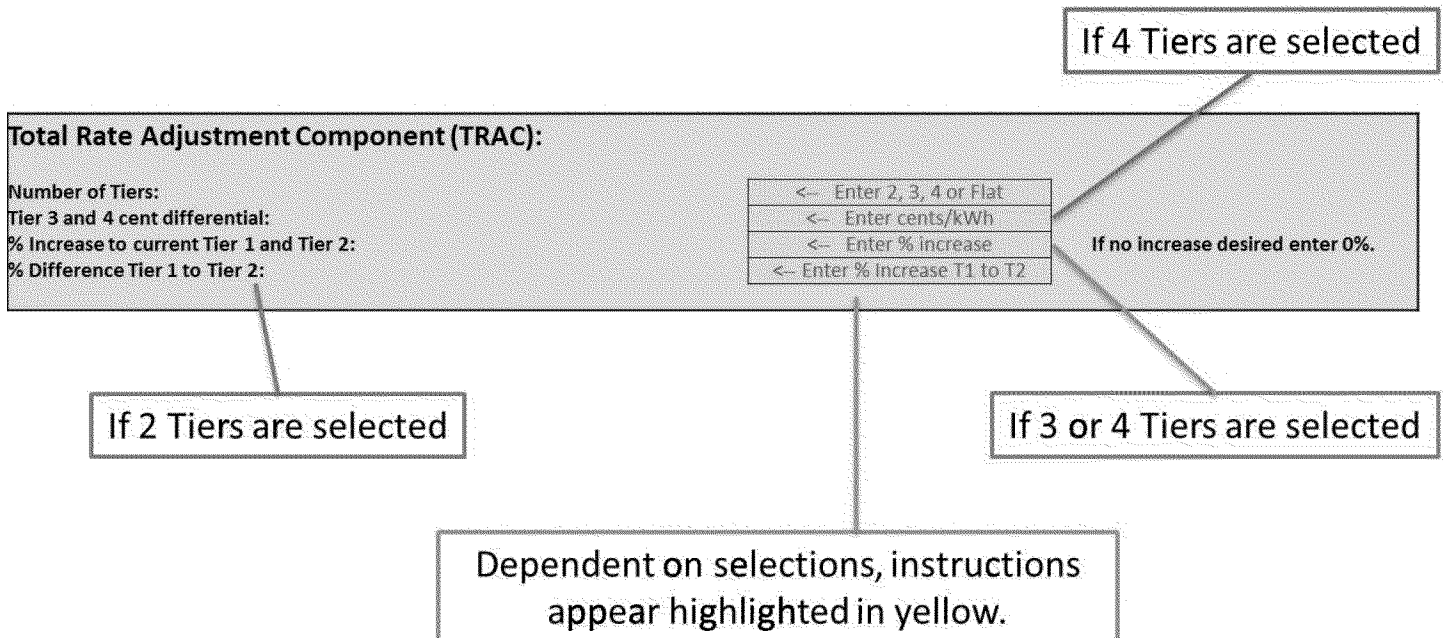 If 4 Tiers are selected
Total Rate Adjustment Component (TRAC):
Number of Tiers:
<-- Enter 2, 3, 4 or Flat
Tier 3 and 4 cent differential:
<-- Enter cents/kWh
% Increase to current Tier 1 and Tier 2:
<-- Enter % increase
If no increase desired enter 0%.
% Difference Tier 1 to Tier 2:
<-- Enter % Increase T1 to T2
If 2 Tiers are selected
If 3 or 4 Tiers are selected
Dependent on selections, instructions
appear highlighted in yellow.